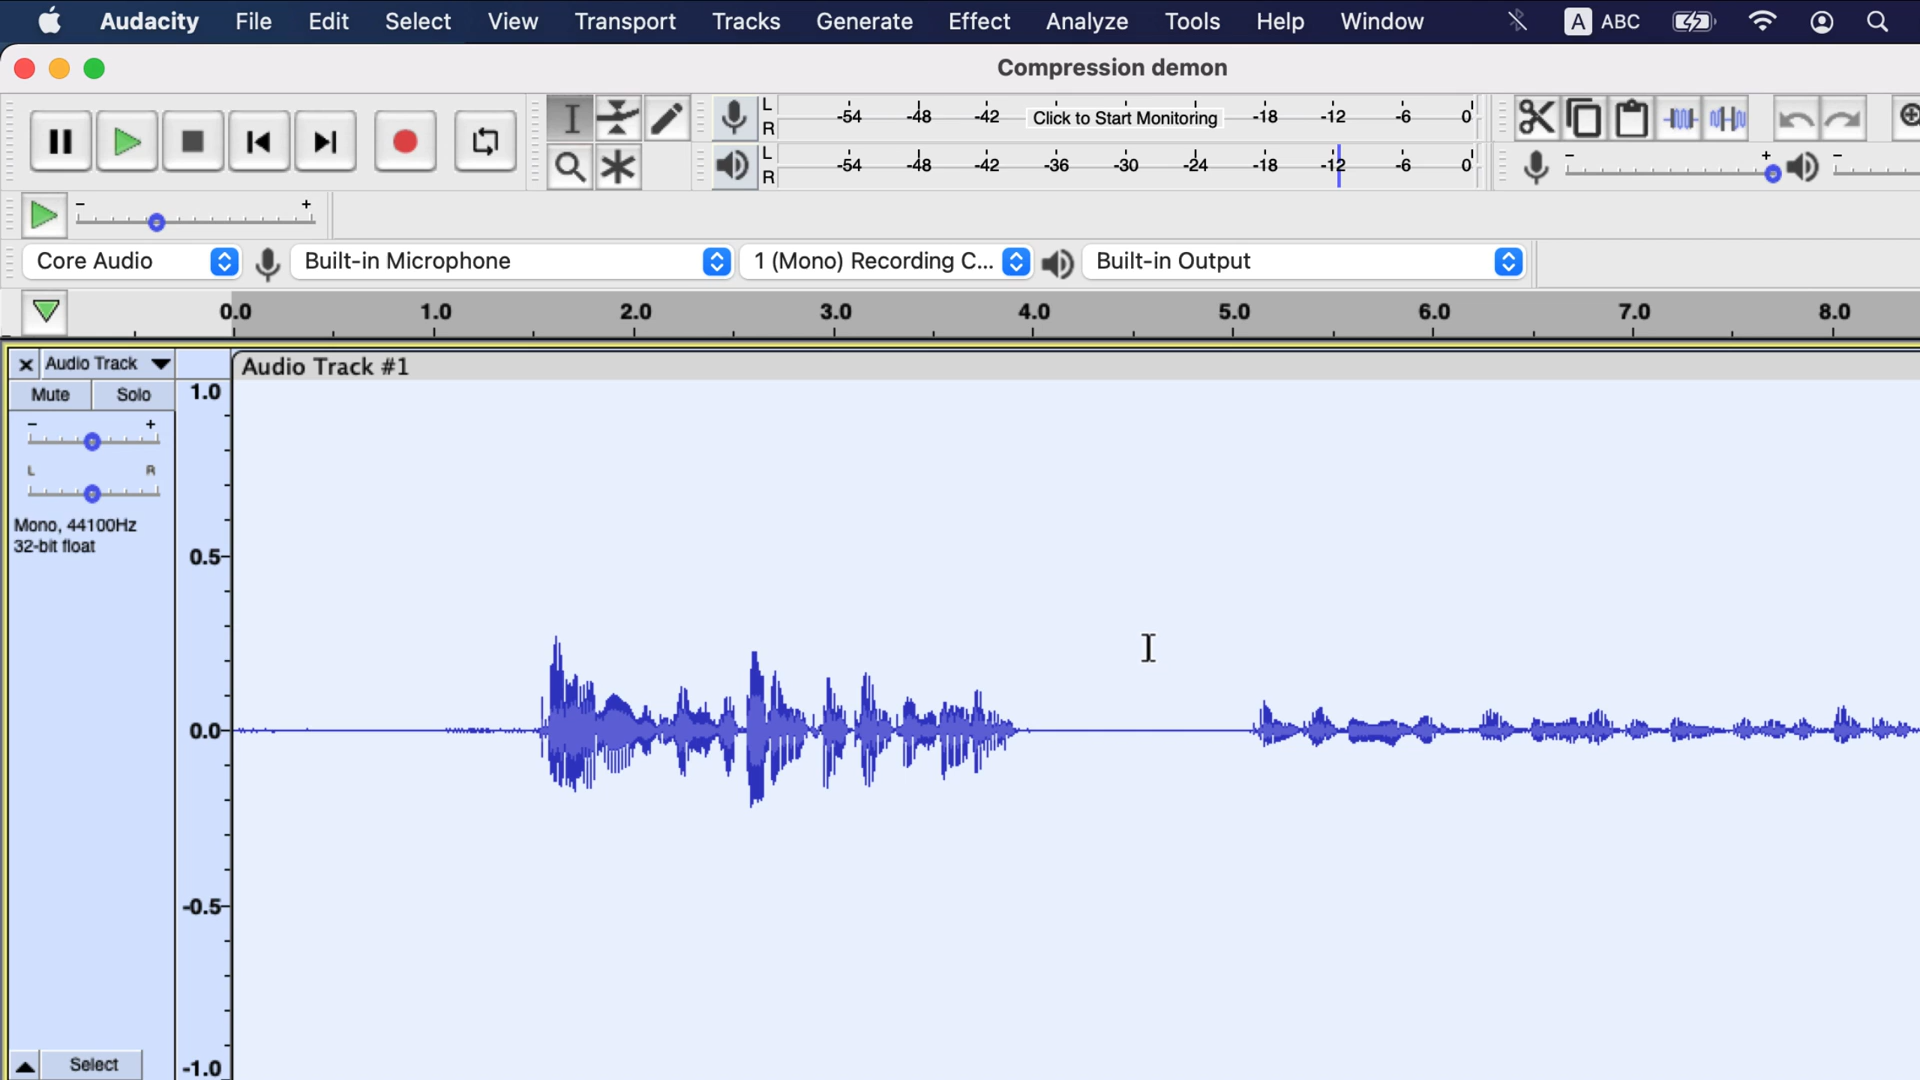 Audacity File Edit Select View Transport Tracks Generate Effect Analyze Tools Help Window A ABC
Compression demon
L
R
-54 -48 -42 Click to Start Monitoring -18 -12 -6 0
L
R
-54 -48 -42 -36 -30 -24 -18 -12 -6 0
- + -
- +
Core Audio Built-in Microphone 1 (Mono) Recording C... Built-in Output
0.0 1.0 2.0 3.0 4.0 5.0 6.0 7.0 8.0
Audio Track Audio Track #1
Mute Solo
- +
L R
Mono, 44100Hz
32-bit float
1.0
0.5
0.0
-0.5
-1.0
Select